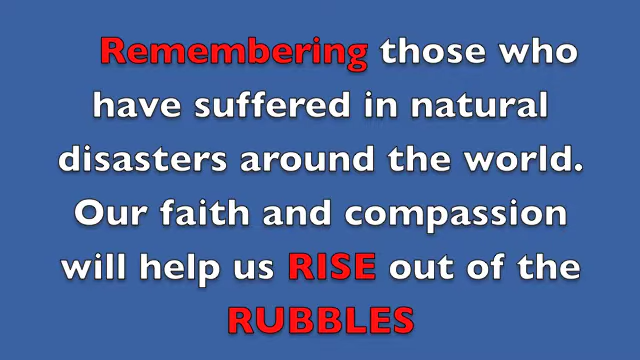 Remembering those who
have suffered in natural
disasters around the world.
Our faith and compassion
will help us RISE out of the
RUBBLES